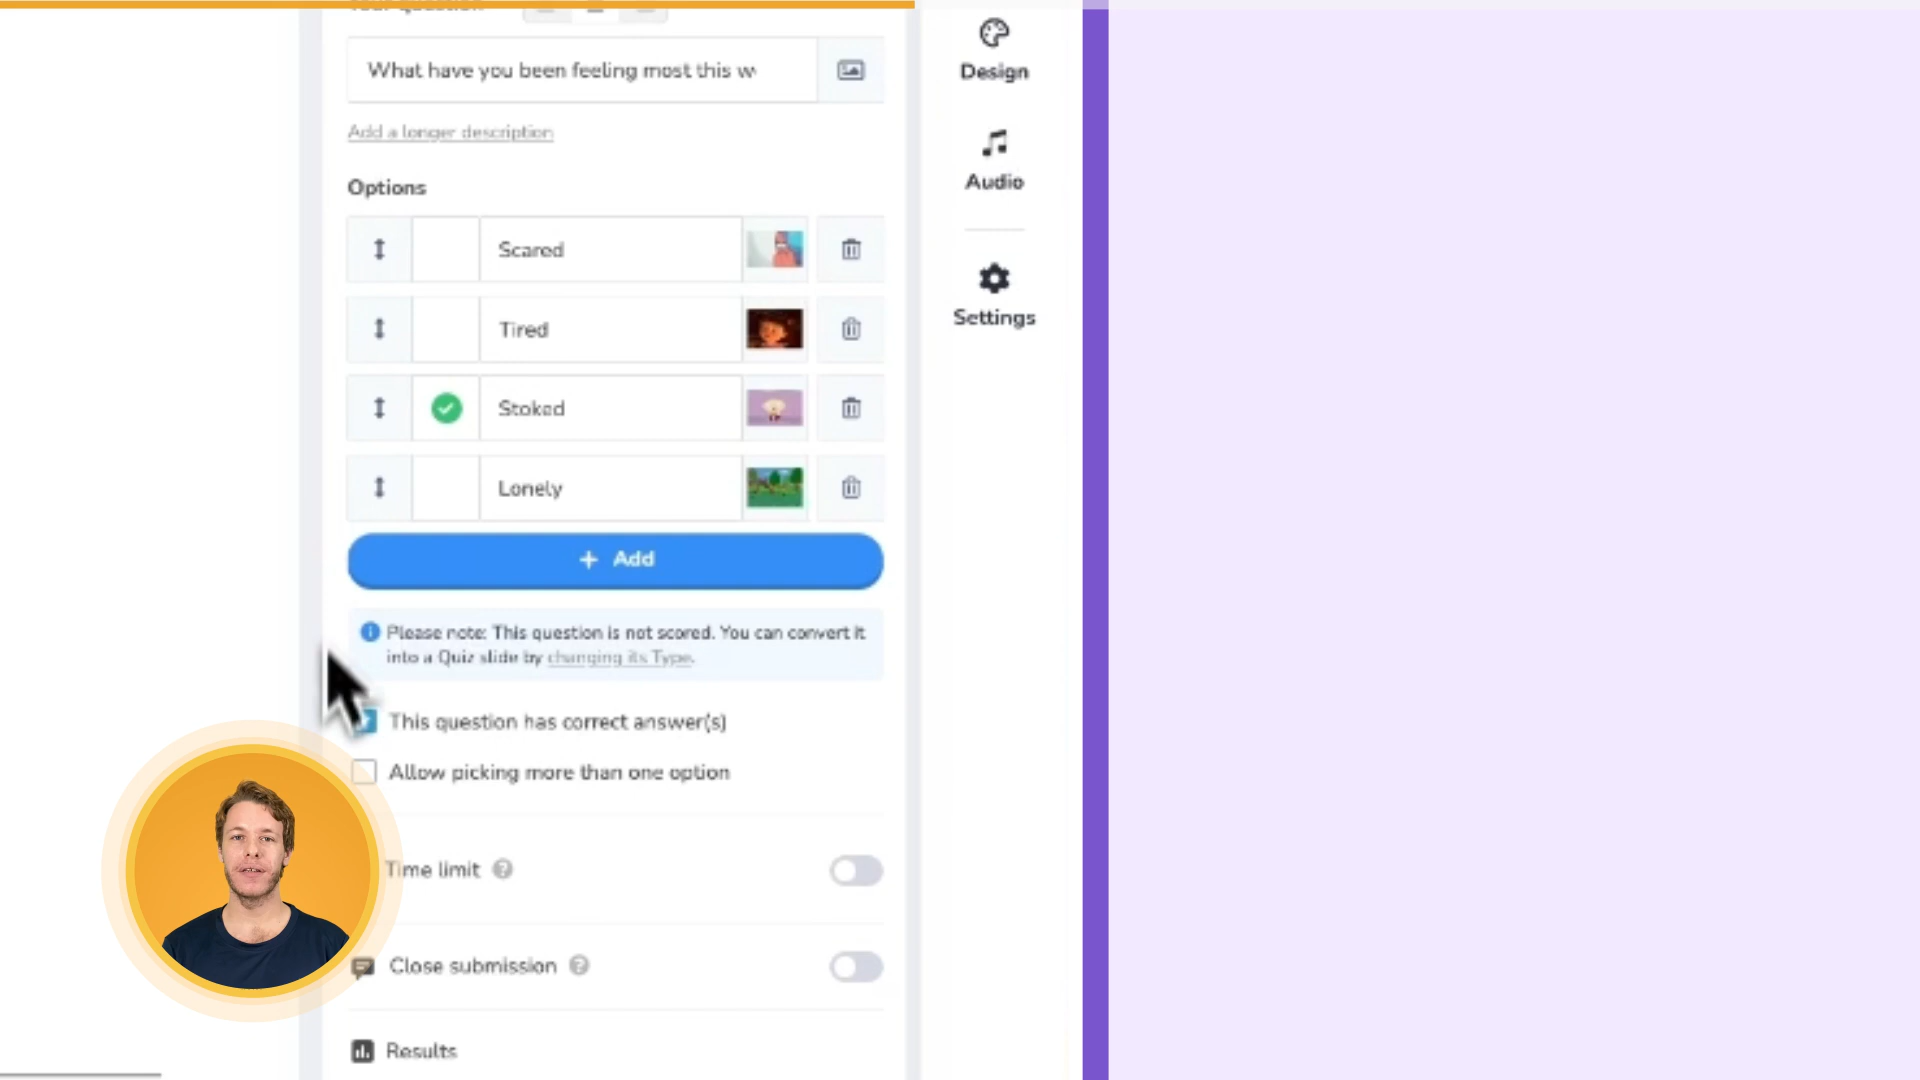 What have you been feeling most this w
Add a longer description
Options
Scared
Tired
Stoked
Lonely
+ Add
Please note: This question is not scored. You can convert it
into a Quiz slide by changing its Type.
This question has correct answer(s)
Allow picking more than one option
Time limit
Close submission
Results
Design
Audio
Settings